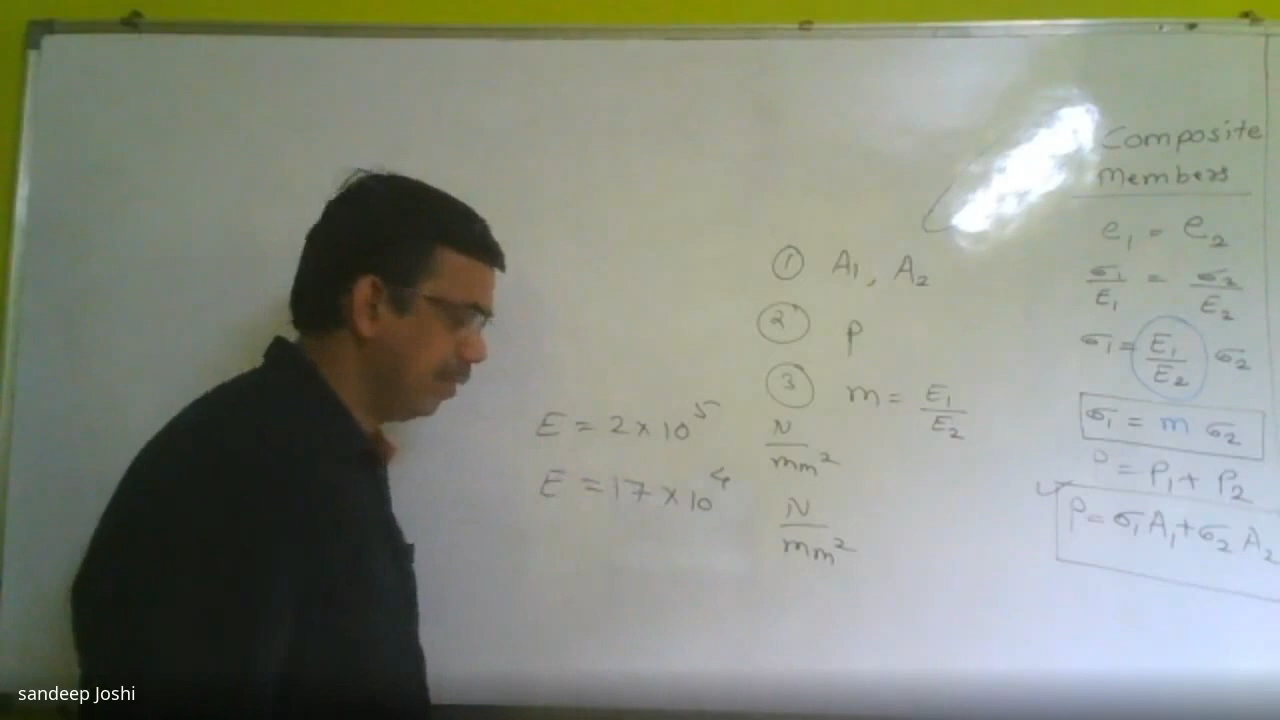 ① A₁, A₂
② P
③ m = E₁/E₂
E = 2 × 10⁵ N/mm²
E = 17 × 10⁴ N/mm²
Composite
Members
e₁ = e₂
σ₁/E₁ = σ₂/E₂
σ₁ = E₁/E₂ σ₂
σ₁ = m σ₂
P = P₁ + P₂
P = σ₁A₁ + σ₂A₂
sandeep Joshi